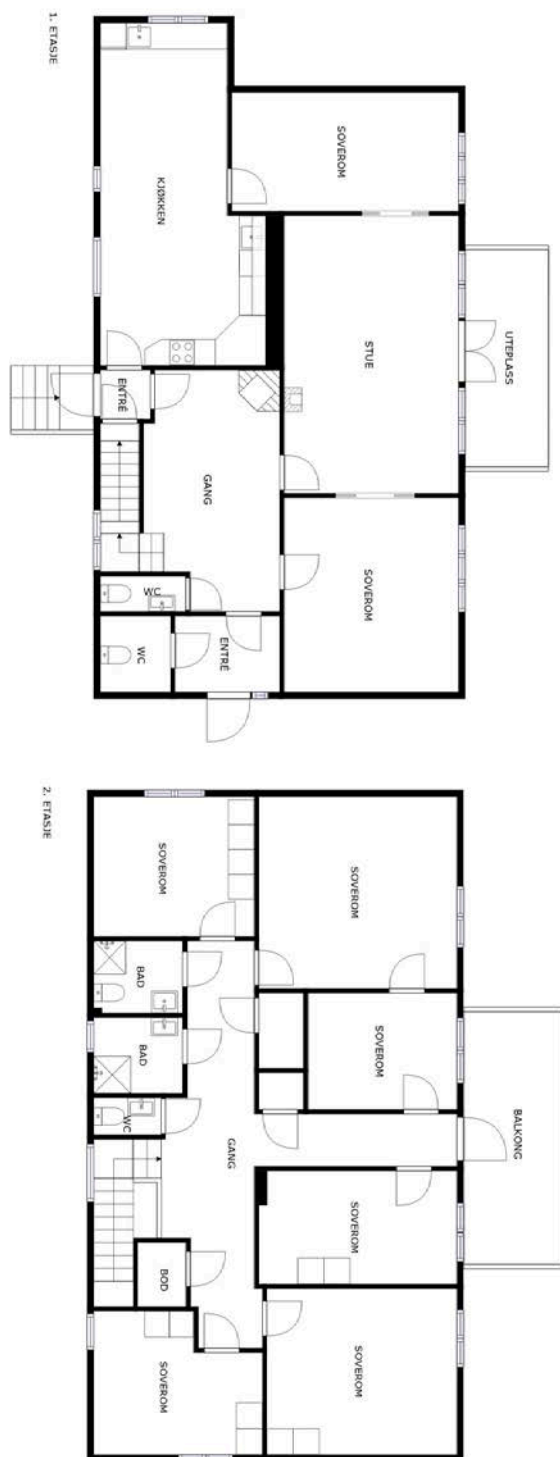 1. ETASJE
SOVEROM
KJØKKEN
STUE
UTEPLASS
ENTRÉ
GANG
SOVEROM
WC
WC
ENTRÉ
2. ETASJE
SOVEROM
SOVEROM
BAD
BAD
SOVEROM
BALKONG
WC
GANG
SOVEROM
BOD
SOVEROM
SOVEROM